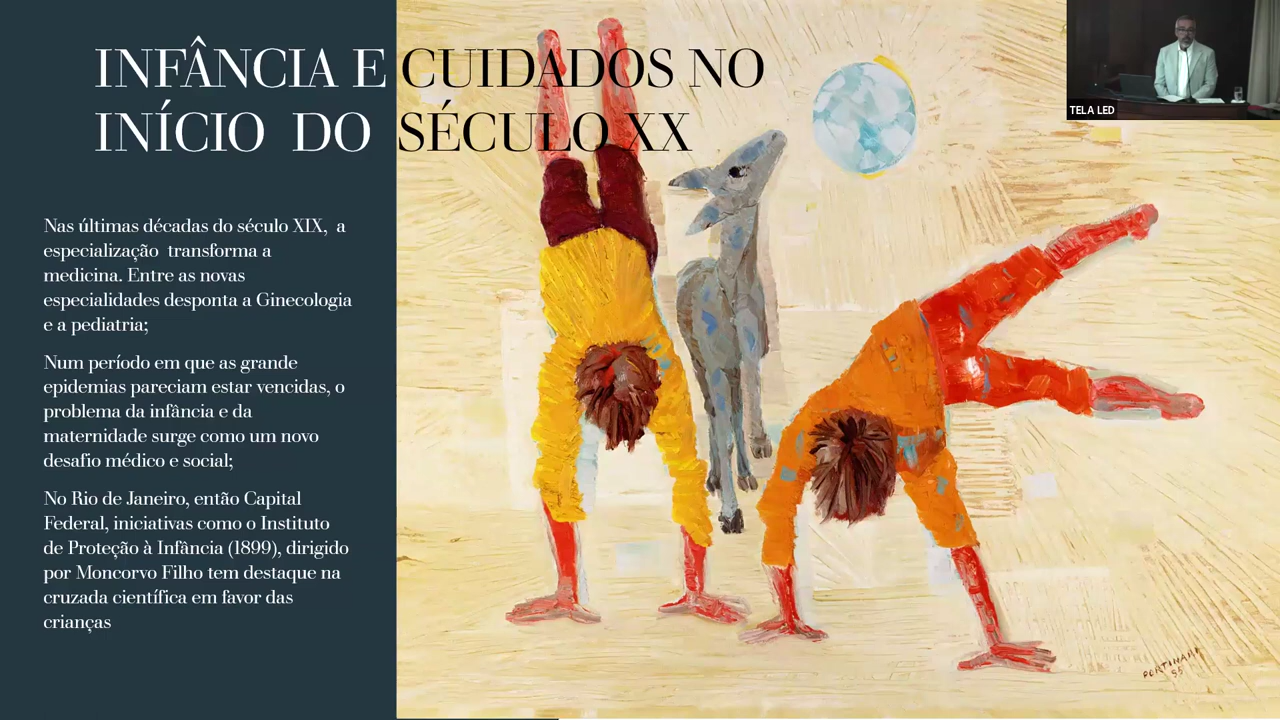 INFÂNCIA E CUIDADOS NO
INÍCIO DO SÉCULO XX
TELA LED
Nas últimas décadas do século XIX, a
especialização transforma a
medicina. Entre as novas
especialidades desponta a Ginecologia
e a pediatria;
Num período em que as grande
epidemias pareciam estar vencidas, o
problema da infância e da
maternidade surge como um novo
desafio médico e social;
No Rio de Janeiro, então Capital
Federal, iniciativas como o Instituto
de Proteção à Infância (1899), dirigido
por Moncorvo Filho tem destaque na
cruzada científica em favor das
crianças
PORTINARI
55